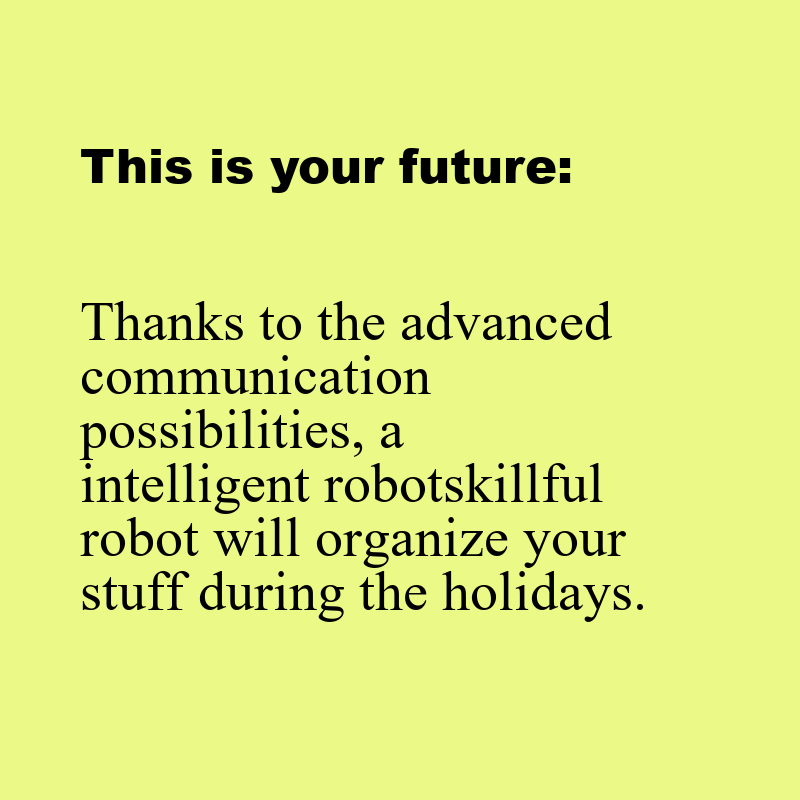 This is your future:
Thanks to the advanced
communication
possibilities, a
intelligent robotskillful
robot will organize your
stuff during the holidays.